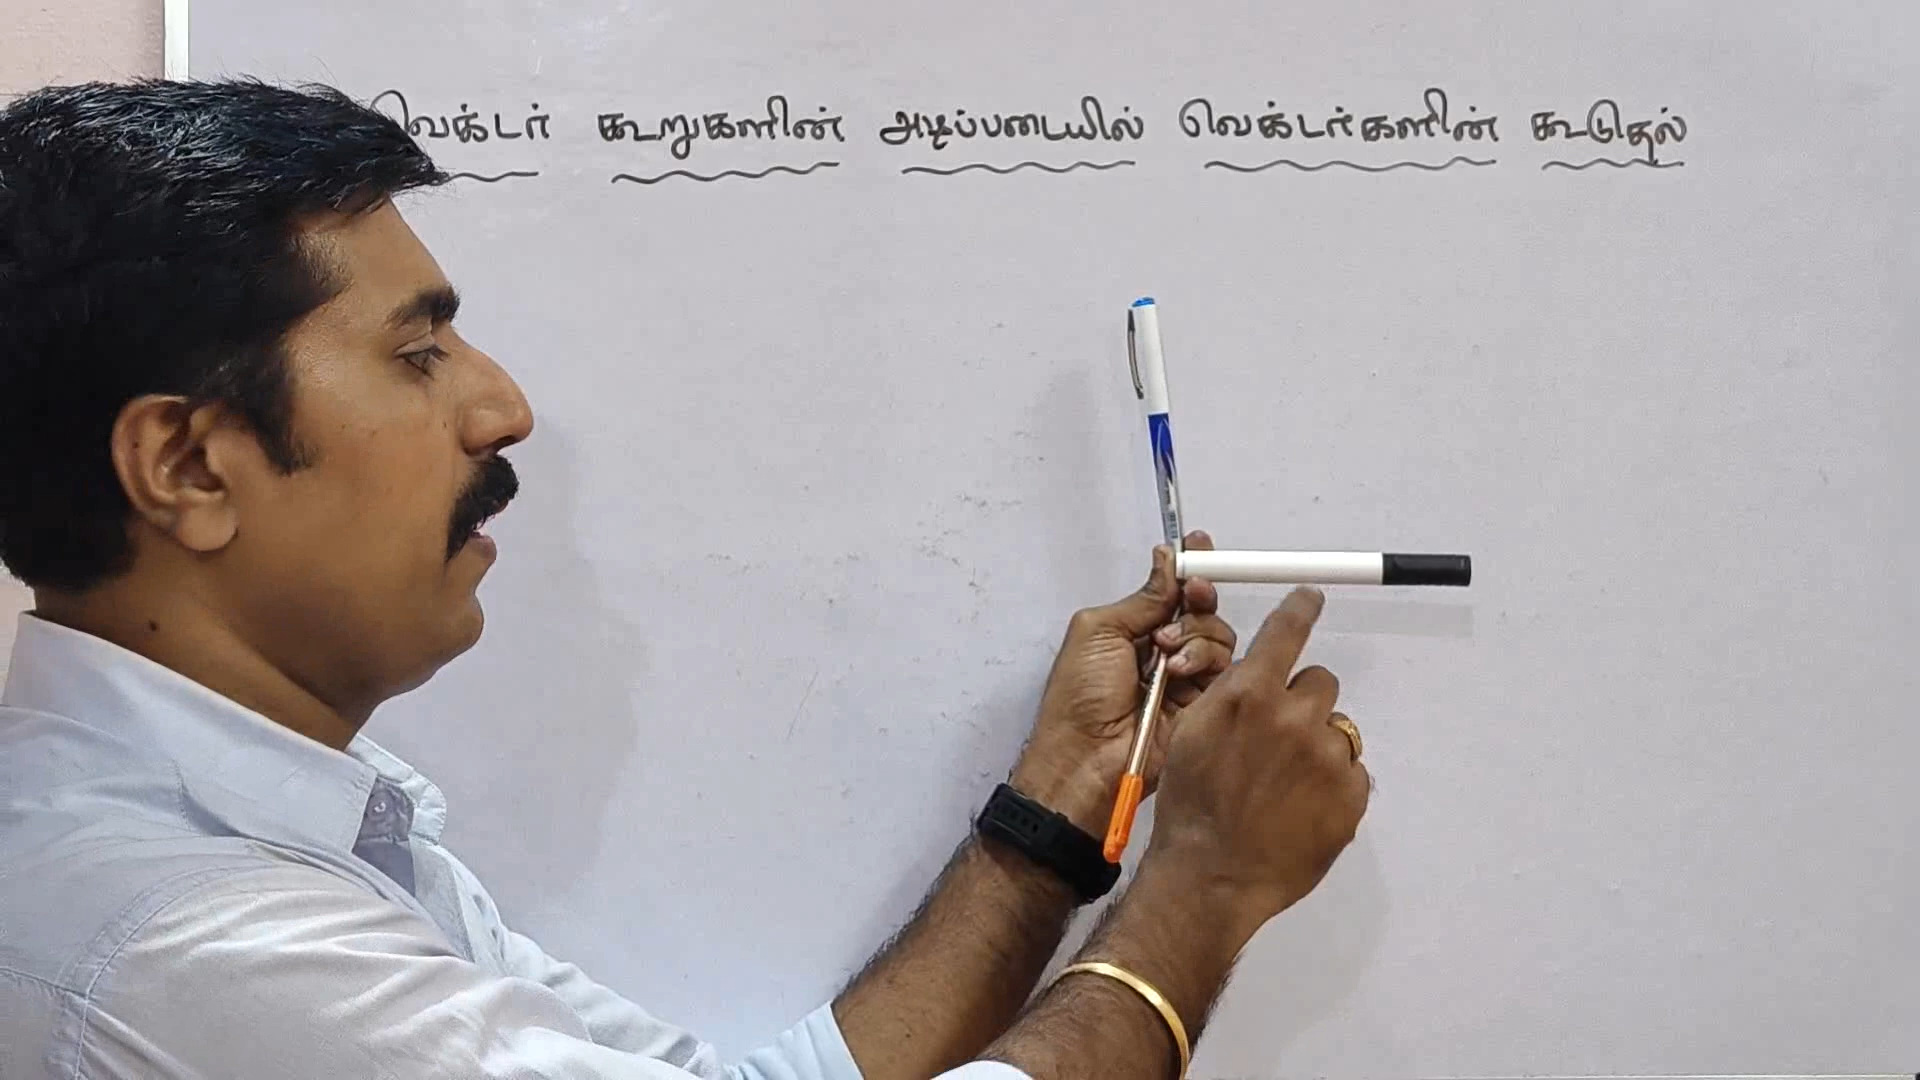 வெக்டர் கூறுகளின் அடிப்படையில் வெக்டர்களின் கூடுதல்